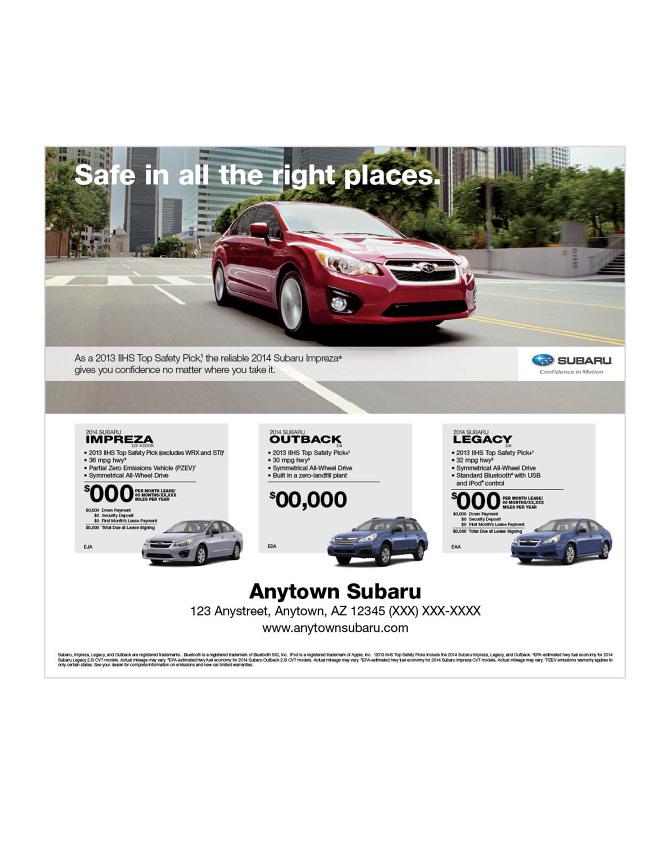 Safe in all the right places.
As a 2013 IIHS Top Safety Pick,¹ the reliable 2014 Subaru Impreza®
gives you confidence no matter where you take it.
SUBARU
Confidence in Motion
2014 SUBARU
IMPREZA
2.0i 4-DOOR
• 2013 IIHS Top Safety Pick (excludes WRX and STI)¹
• 36 mpg hwy
• Partial Zero Emissions Vehicle (PZEV)
• Symmetrical All-Wheel Drive
$000 PER MONTH LEASE/
00 MONTHS/XX,XXX
MILES PER YEAR
$0,000 Down Payment
$0 Security Deposit
$0 First Month's Lease Payment
$0,000 Total Due at Lease Signing
EJA
2014 SUBARU
OUTBACK
2.5i
• 2013 IIHS Top Safety Pick+¹
• 30 mpg hwy
• Symmetrical All-Wheel Drive
• Built in a zero-landfill plant
$00,000
EDA
2014 SUBARU
LEGACY
2.5i
• 2013 IIHS Top Safety Pick+¹
• 32 mpg hwy
• Symmetrical All-Wheel Drive
• Standard Bluetooth® with USB
and iPod® control
$000 PER MONTH LEASE/
00 MONTHS/XX,XXX
MILES PER YEAR
$0,000 Down Payment
$0 Security Deposit
$0 First Month's Lease Payment
$0,000 Total Due at Lease Signing
EAA
Anytown Subaru
123 Anystreet, Anytown, AZ 12345 (XXX) XXX-XXXX
www.anytownsubaru.com
Subaru, Impreza, Legacy, and Outback are registered trademarks. Bluetooth is a registered trademark of Bluetooth SIG, Inc. iPod is a registered trademark of Apple, Inc. ¹2013 IIHS Top Safety Picks include the 2014 Subaru Impreza, Legacy, and Outback. EPA-estimated hwy fuel economy for 2014
Subaru Legacy 2.5i CVT models. Actual mileage may vary. EPA-estimated hwy fuel economy for 2014 Subaru Outback 2.5i CVT models. Actual mileage may vary. EPA-estimated hwy fuel economy for 2014 Subaru Impreza CVT models. Actual mileage may vary. PZEV emissions warranty applies to
only certain states. See your dealer for complete information on emissions and new car limited warranties.